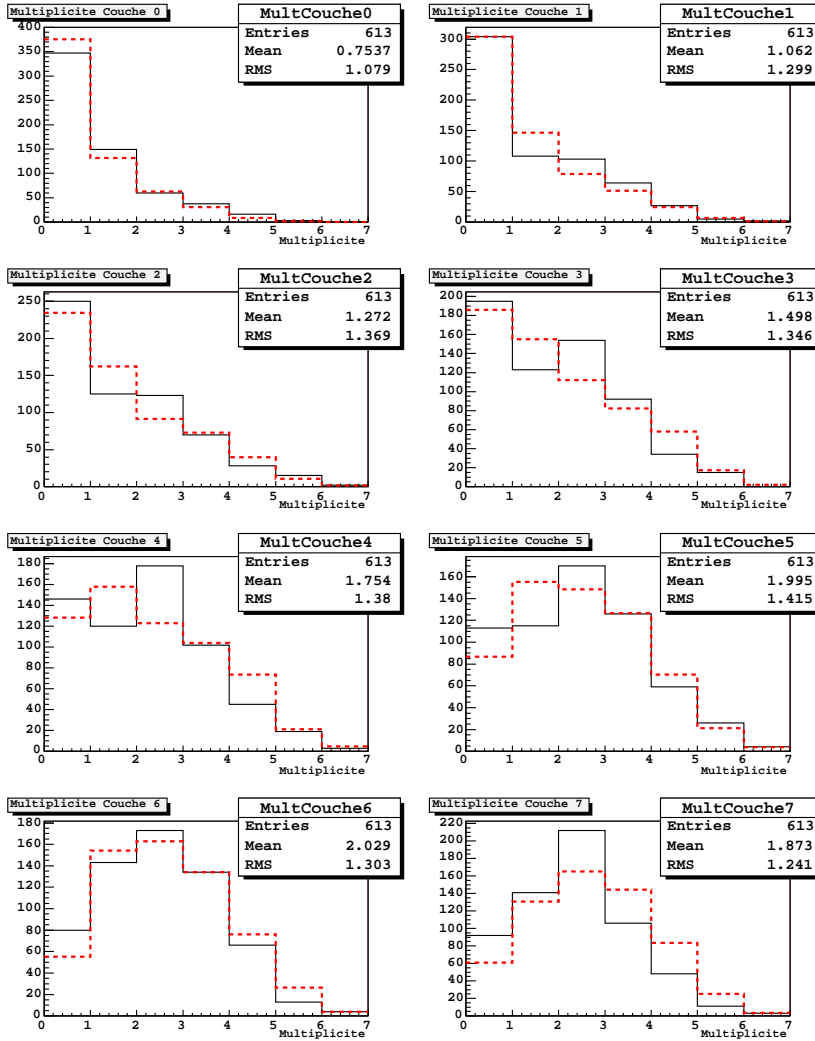 Multiplicite Couche 0
MultCouche0
Entries 613
Mean 0.7537
RMS 1.079
400
350
300
250
200
150
100
50
0
0 1 2 3 4 5 6 7
Multiplicite
Multiplicite Couche 1
MultCouche1
Entries 613
Mean 1.062
RMS 1.299
300
250
200
150
100
50
0
0 1 2 3 4 5 6 7
Multiplicite
Multiplicite Couche 2
MultCouche2
Entries 613
Mean 1.272
RMS 1.369
250
200
150
100
50
0
0 1 2 3 4 5 6 7
Multiplicite
Multiplicite Couche 3
MultCouche3
Entries 613
Mean 1.498
RMS 1.346
200
180
160
140
120
100
80
60
40
20
0
0 1 2 3 4 5 6 7
Multiplicite
Multiplicite Couche 4
MultCouche4
Entries 613
Mean 1.754
RMS 1.38
180
160
140
120
100
80
60
40
20
0
0 1 2 3 4 5 6 7
Multiplicite
Multiplicite Couche 5
MultCouche5
Entries 613
Mean 1.995
RMS 1.415
160
140
120
100
80
60
40
20
0
0 1 2 3 4 5 6 7
Multiplicite
Multiplicite Couche 6
MultCouche6
Entries 613
Mean 2.029
RMS 1.303
180
160
140
120
100
80
60
40
20
0
0 1 2 3 4 5 6 7
Multiplicite
Multiplicite Couche 7
MultCouche7
Entries 613
Mean 1.873
RMS 1.241
220
200
180
160
140
120
100
80
60
40
20
0
0 1 2 3 4 5 6 7
Multiplicite